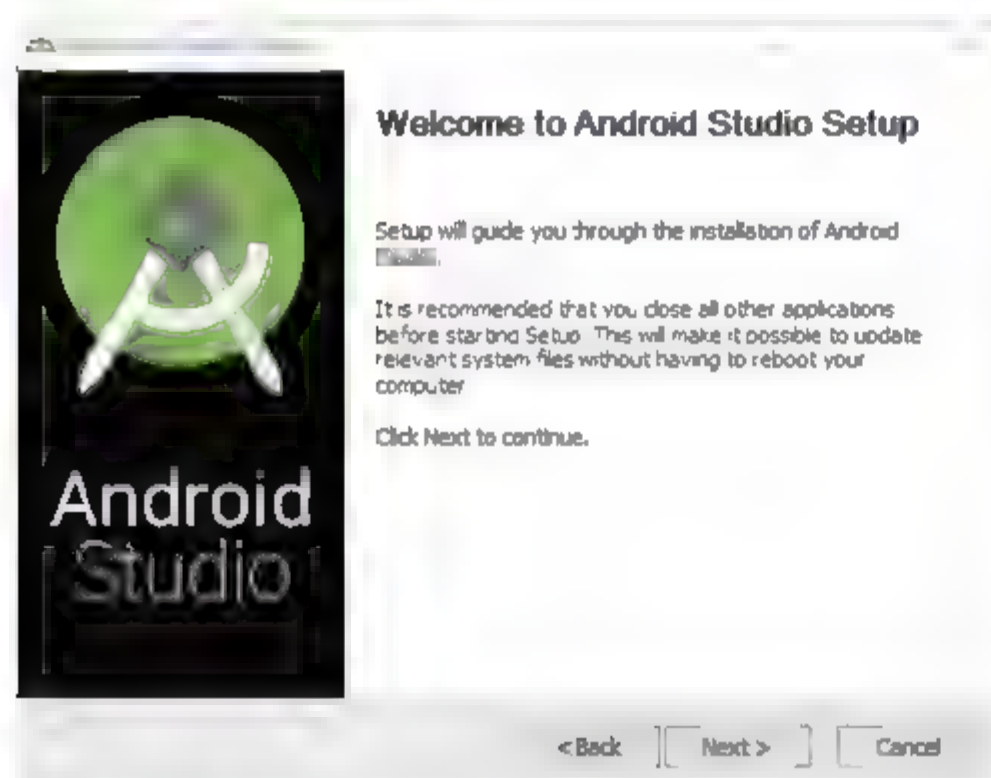 Welcome to Android Studio Setup
Setup will guide you through the installation of Android
It is recommended that you close all other applications
before starting Setup. This will make it possible to update
relevant system files without having to reboot your
computer
Click Next to continue.
Android
Studio
< Back
Next >
Cancel